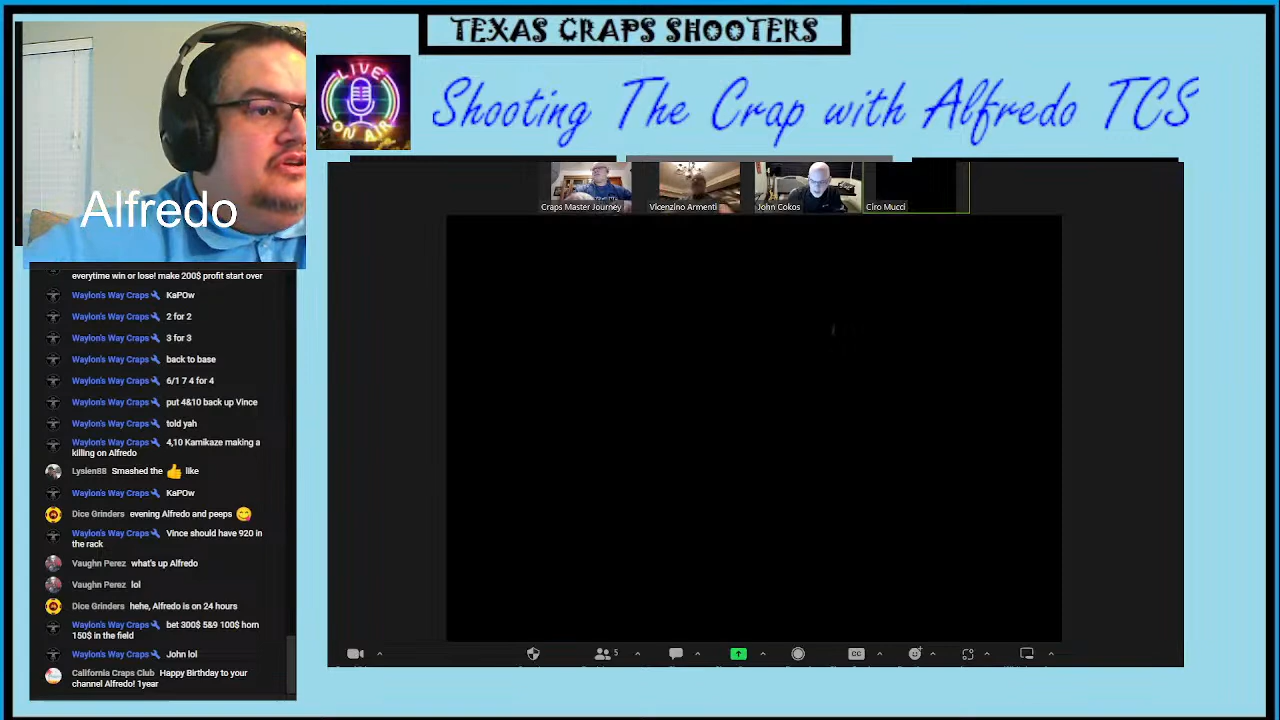 TEXAS CRAPS SHOOTERS
LIVE
ON AIR
Shooting The Crap with Alfredo TCS
Alfredo
Craps Master Journey
Vicenzino Armenti
John Cokos
Ciro Mucci
everytime win or lose! make 200$ profit start over
Waylon's Way Craps KaPOw
Waylon's Way Craps 2 for 2
Waylon's Way Craps 3 for 3
Waylon's Way Craps back to base
Waylon's Way Craps 6/1 7 4 for 4
Waylon's Way Craps put 4&10 back up Vince
Waylon's Way Craps told yah
Waylon's Way Craps 4,10 Kamikaze making a
killing on Alfredo
Lysien88 Smashed the 👍 like
Waylon's Way Craps KaPOw
Dice Grinders evening Alfredo and peeps 😋
Waylon's Way Craps Vince should have 920 in
the rack
Vaughn Perez what's up Alfredo
Vaughn Perez lol
Dice Grinders hehe, Alfredo is on 24 hours
Waylon's Way Craps bet 300$ 5&9 100$ horn
150$ in the field
Waylon's Way Craps John lol
California Craps Club Happy Birthday to your
channel Alfredo! 1year
5
CC